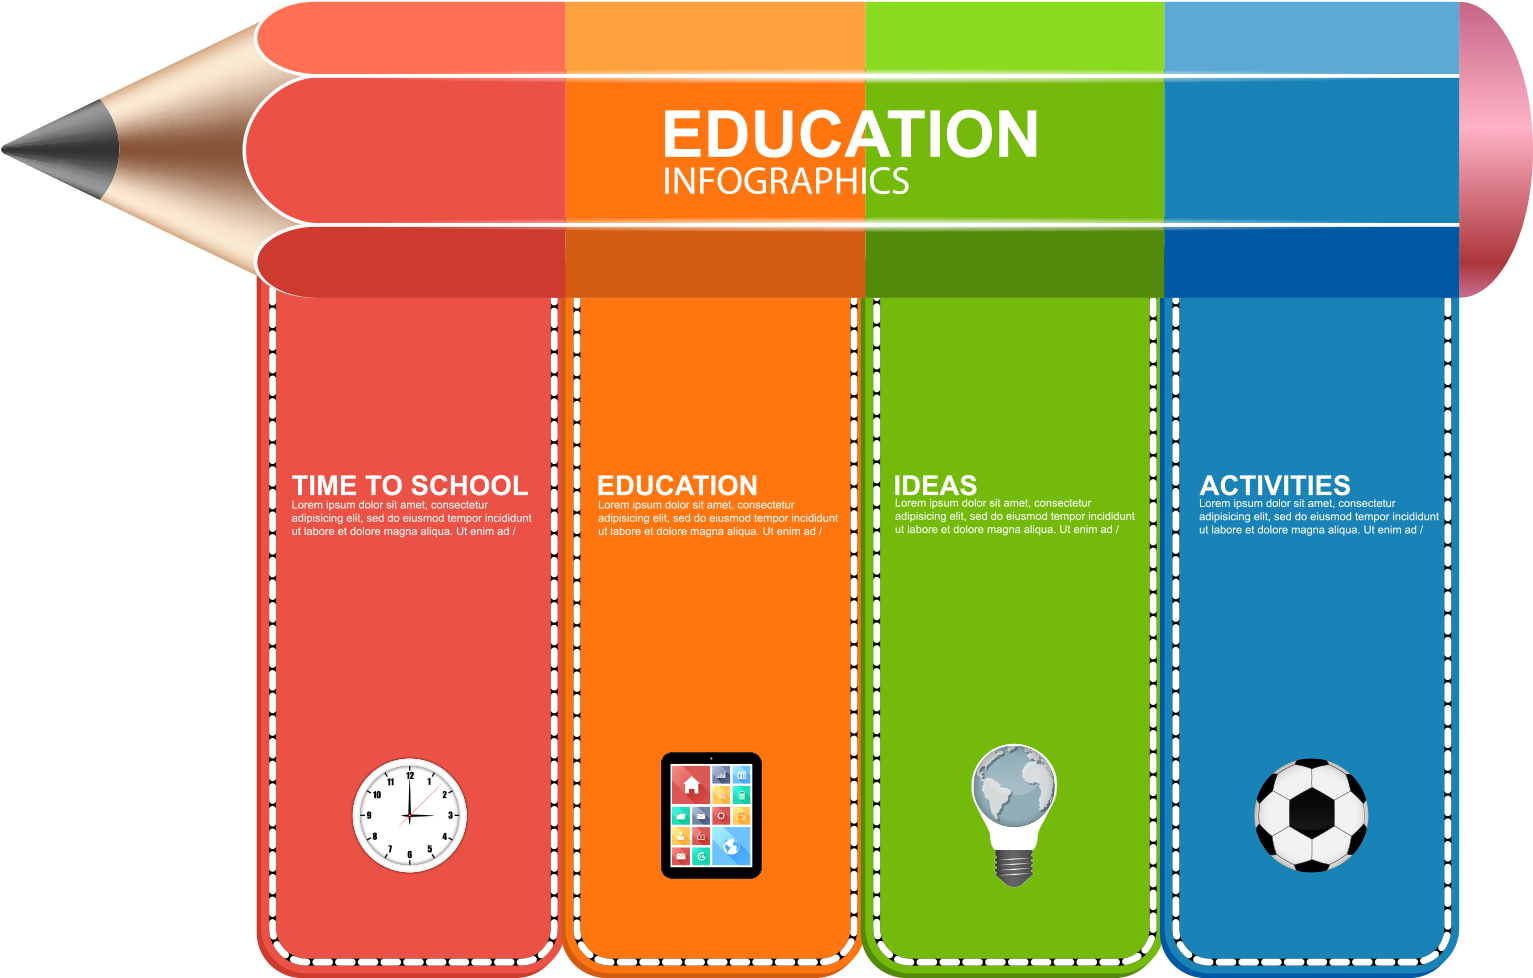 EDUCATION
INFOGRAPHICS
TIME TO SCHOOL
Lorem ipsum dolor sit amet, consectetur
adipisicing elit, sed do eiusmod tempor incididunt
ut labore et dolore magna aliqua. Ut enim ad /
EDUCATION
Lorem ipsum dolor sit amet, consectetur
adipisicing elit, sed do eiusmod tempor incididunt
ut labore et dolore magna aliqua. Ut enim ad /
IDEAS
Lorem ipsum dolor sit amet, consectetur
adipisicing elit, sed do eiusmod tempor incididunt
ut labore et dolore magna aliqua. Ut enim ad /
ACTIVITIES
Lorem ipsum dolor sit amet, consectetur
adipisicing elit, sed do eiusmod tempor incididunt
ut labore et dolore magna aliqua. Ut enim ad /
12
1
2
3
4
5
6
7
8
9
10
11